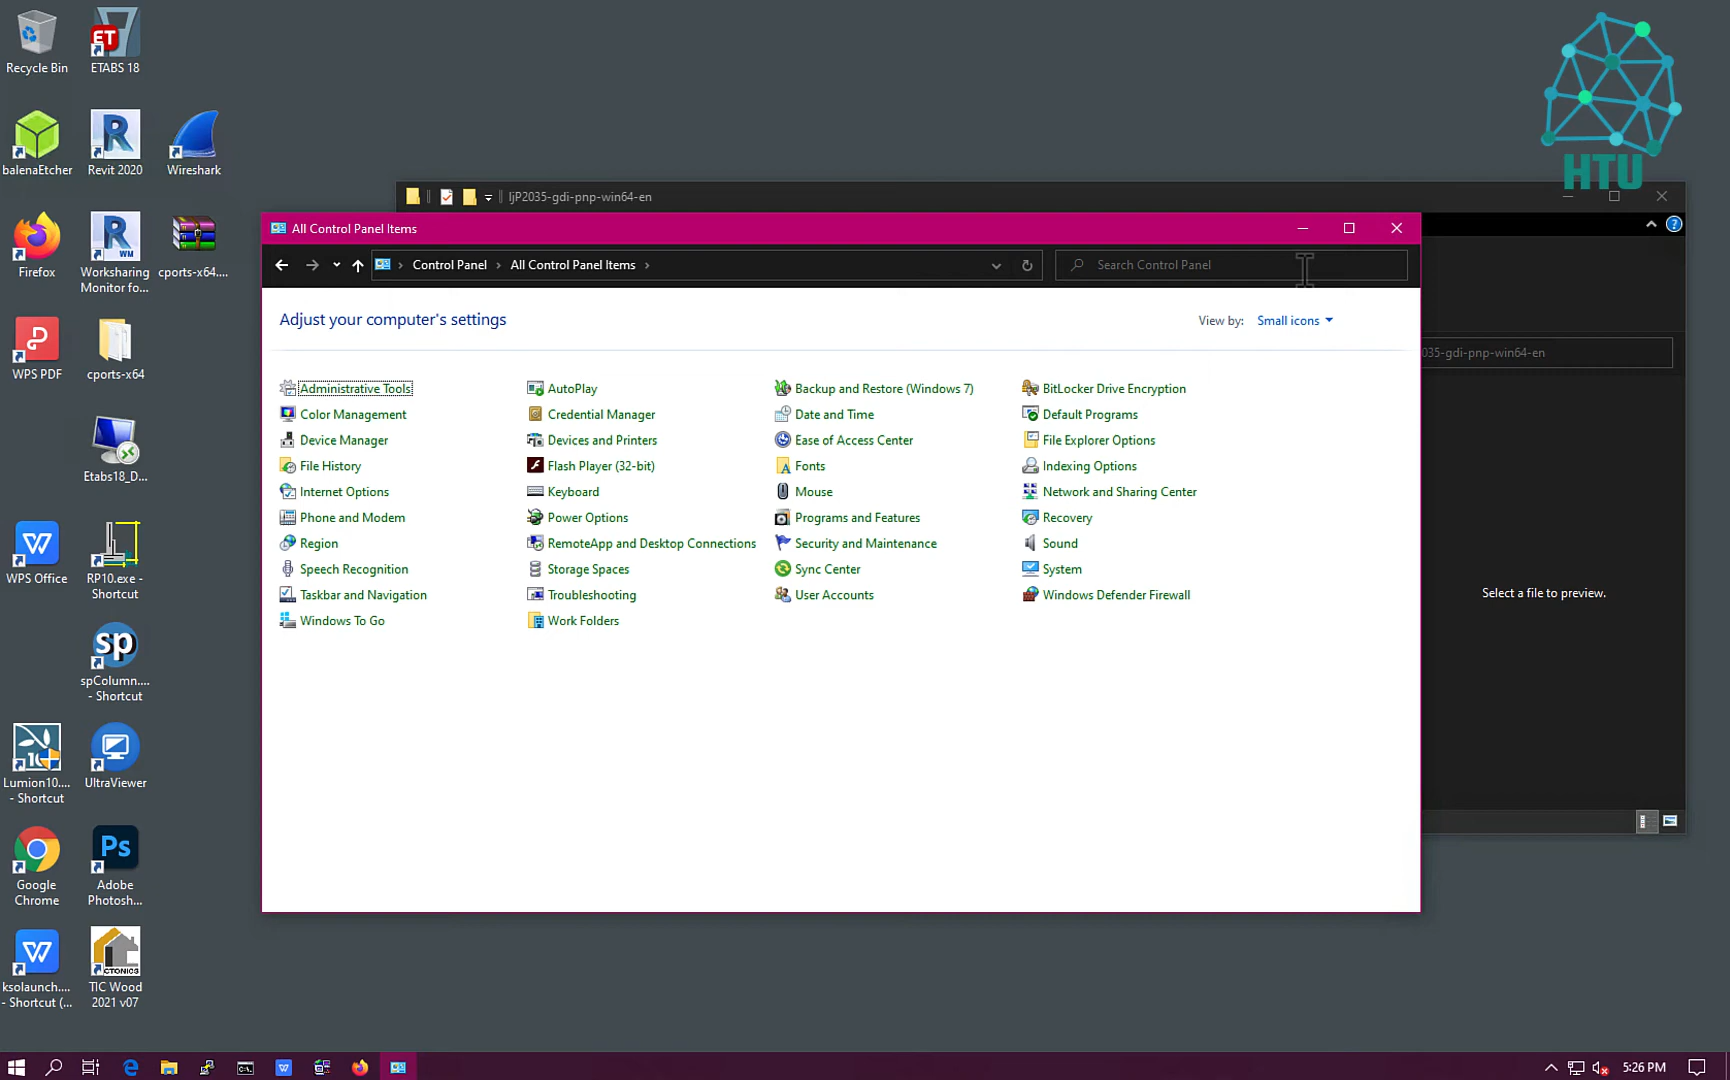 Recycle Bin
ETABS 18
balenaEtcher
Revit 2020
Wireshark
Firefox
Worksharing
Monitor fo...
cports-x64....
WPS PDF
cports-x64
Etabs18_D...
WPS Office
RP10.exe -
Shortcut
spColumn....
- Shortcut
Lumion10....
- Shortcut
UltraViewer
Google
Chrome
Adobe
Photosh...
ksolaunch....
- Shortcut (...
TIC Wood
2021 v07
HTU
ljP2035-gdi-pnp-win64-en
All Control Panel Items
Control Panel
All Control Panel Items
Search Control Panel
Adjust your computer's settings
View by: Small icons
035-gdi-pnp-win64-en
Administrative Tools
AutoPlay
Backup and Restore (Windows 7)
BitLocker Drive Encryption
Color Management
Credential Manager
Date and Time
Default Programs
Device Manager
Devices and Printers
Ease of Access Center
File Explorer Options
File History
Flash Player (32-bit)
Fonts
Indexing Options
Internet Options
Keyboard
Mouse
Network and Sharing Center
Phone and Modem
Power Options
Programs and Features
Recovery
Region
RemoteApp and Desktop Connections
Security and Maintenance
Sound
Speech Recognition
Storage Spaces
Sync Center
System
Taskbar and Navigation
Troubleshooting
User Accounts
Windows Defender Firewall
Windows To Go
Work Folders
Select a file to preview.
5:26 PM